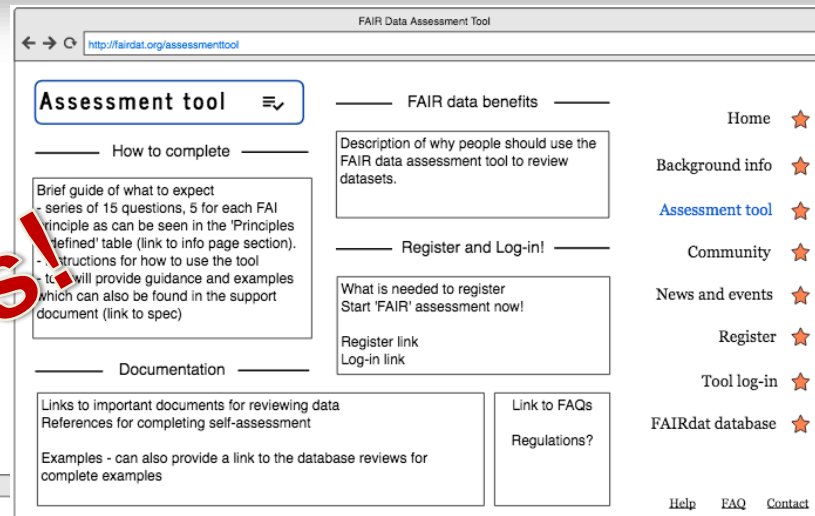 FAIR Data Assessment Tool
http://fairdat.org/assessmenttool
Assessment tool
How to complete
Brief guide of what to expect
- series of 15 questions, 5 for each FAI
principle as can be seen in the 'Principles
defined' table (link to info page section).
- instructions for how to use the tool
- will provide guidance and examples
which can also be found in the support
document (link to spec)
FAIR data benefits
Description of why people should use the
FAIR data assessment tool to review
datasets.
Register and Log-in!
What is needed to register
Start 'FAIR' assessment now!
Register link
Log-in link
Documentation
Links to important documents for reviewing data
References for completing self-assessment
Examples - can also provide a link to the database reviews for
complete examples
Link to FAQs
Regulations?
Home
Background info
Assessment tool
Community
News and events
Register
Tool log-in
FAIRdat database
Help FAQ Contact
s!